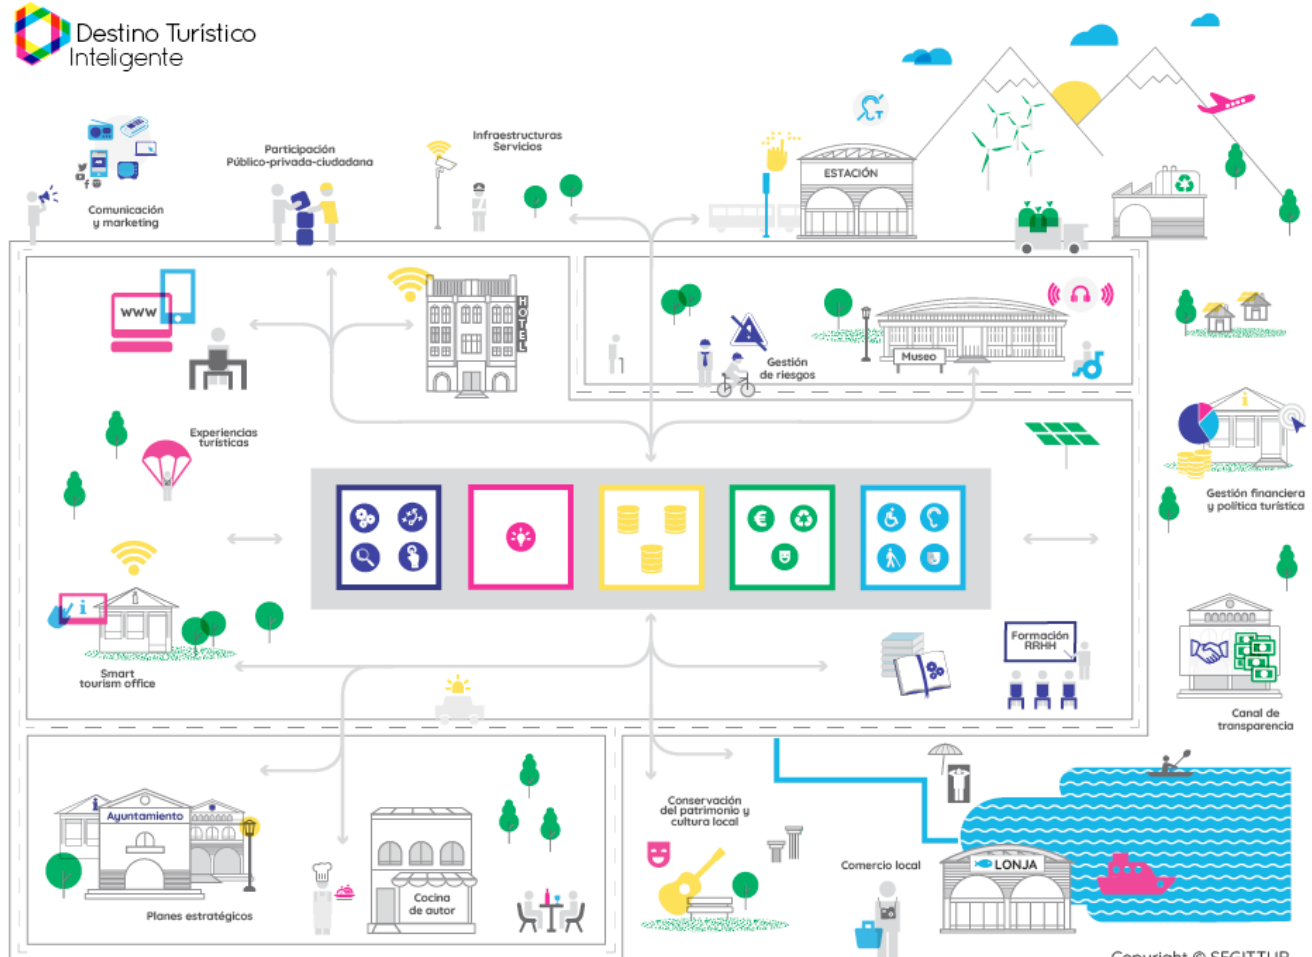 Destino Turístico
Inteligente
Participación
Público-privada-ciudadana
Infraestructuras
Servicios
Comunicación
y marketing
ESTACIÓN
www
HOTEL
Gestión
de riesgos
Museo
Experiencias
turísticas
Gestión financiera
y política turística
Smart
tourism office
Formación
RRHH
Canal de
transparencia
Ayuntamiento
Planes estratégicos
Cocina
de autor
Conservación
del patrimonio y
cultura local
Comercio local
LONJA
Copyright © SEGITTUR